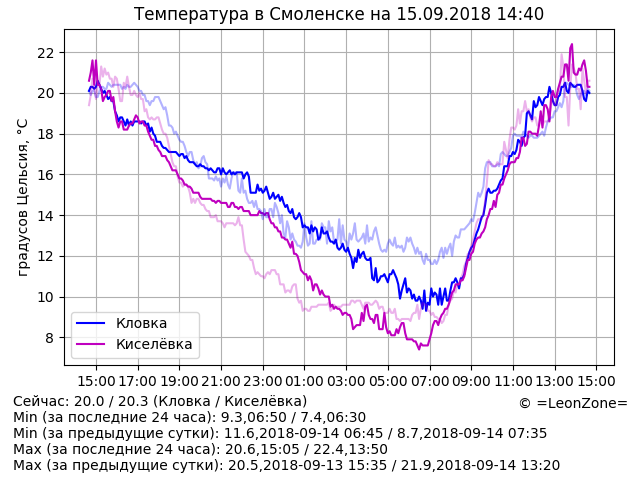 Температура в Смоленске на 15.09.2018 14:40
градусов Цельсия, °C
22
20
18
16
14
12
10
8
Кловка
Киселёвка
15:00 17:00 19:00 21:00 23:00 01:00 03:00 05:00 07:00 09:00 11:00 13:00 15:00
Сейчас: 20.0 / 20.3 (Кловка / Киселёвка)
© =LeonZone=
Min (за последние 24 часа): 9.3,06:50 / 7.4,06:30
Min (за предыдущие сутки): 11.6,2018-09-14 06:45 / 8.7,2018-09-14 07:35
Max (за последние 24 часа): 20.6,15:05 / 22.4,13:50
Max (за предыдущие сутки): 20.5,2018-09-13 15:35 / 21.9,2018-09-14 13:20